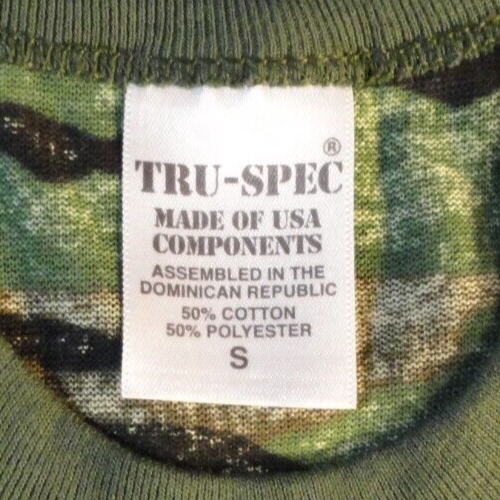 ®
TRU-SPEC
MADE OF USA
COMPONENTS
ASSEMBLED IN THE
DOMINICAN REPUBLIC
50% COTTON
50% POLYESTER
S